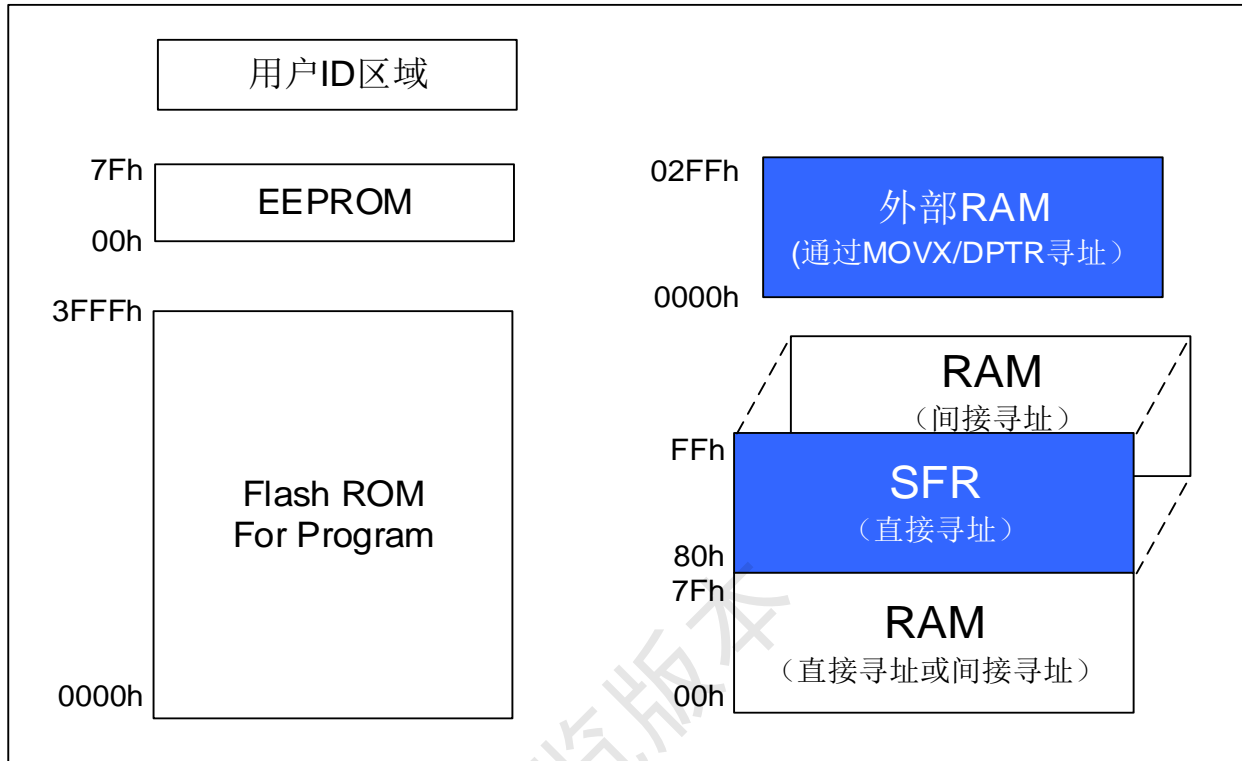 用户ID区域
7Fh
EEPROM
00h
3FFFh
Flash ROM
For Program
0000h
02FFh
外部RAM
(通过MOVX/DPTR寻址）
0000h
RAM
（间接寻址）
FFh
SFR
（直接寻址）
80h
7Fh
RAM
（直接寻址或间接寻址）
00h
览版本